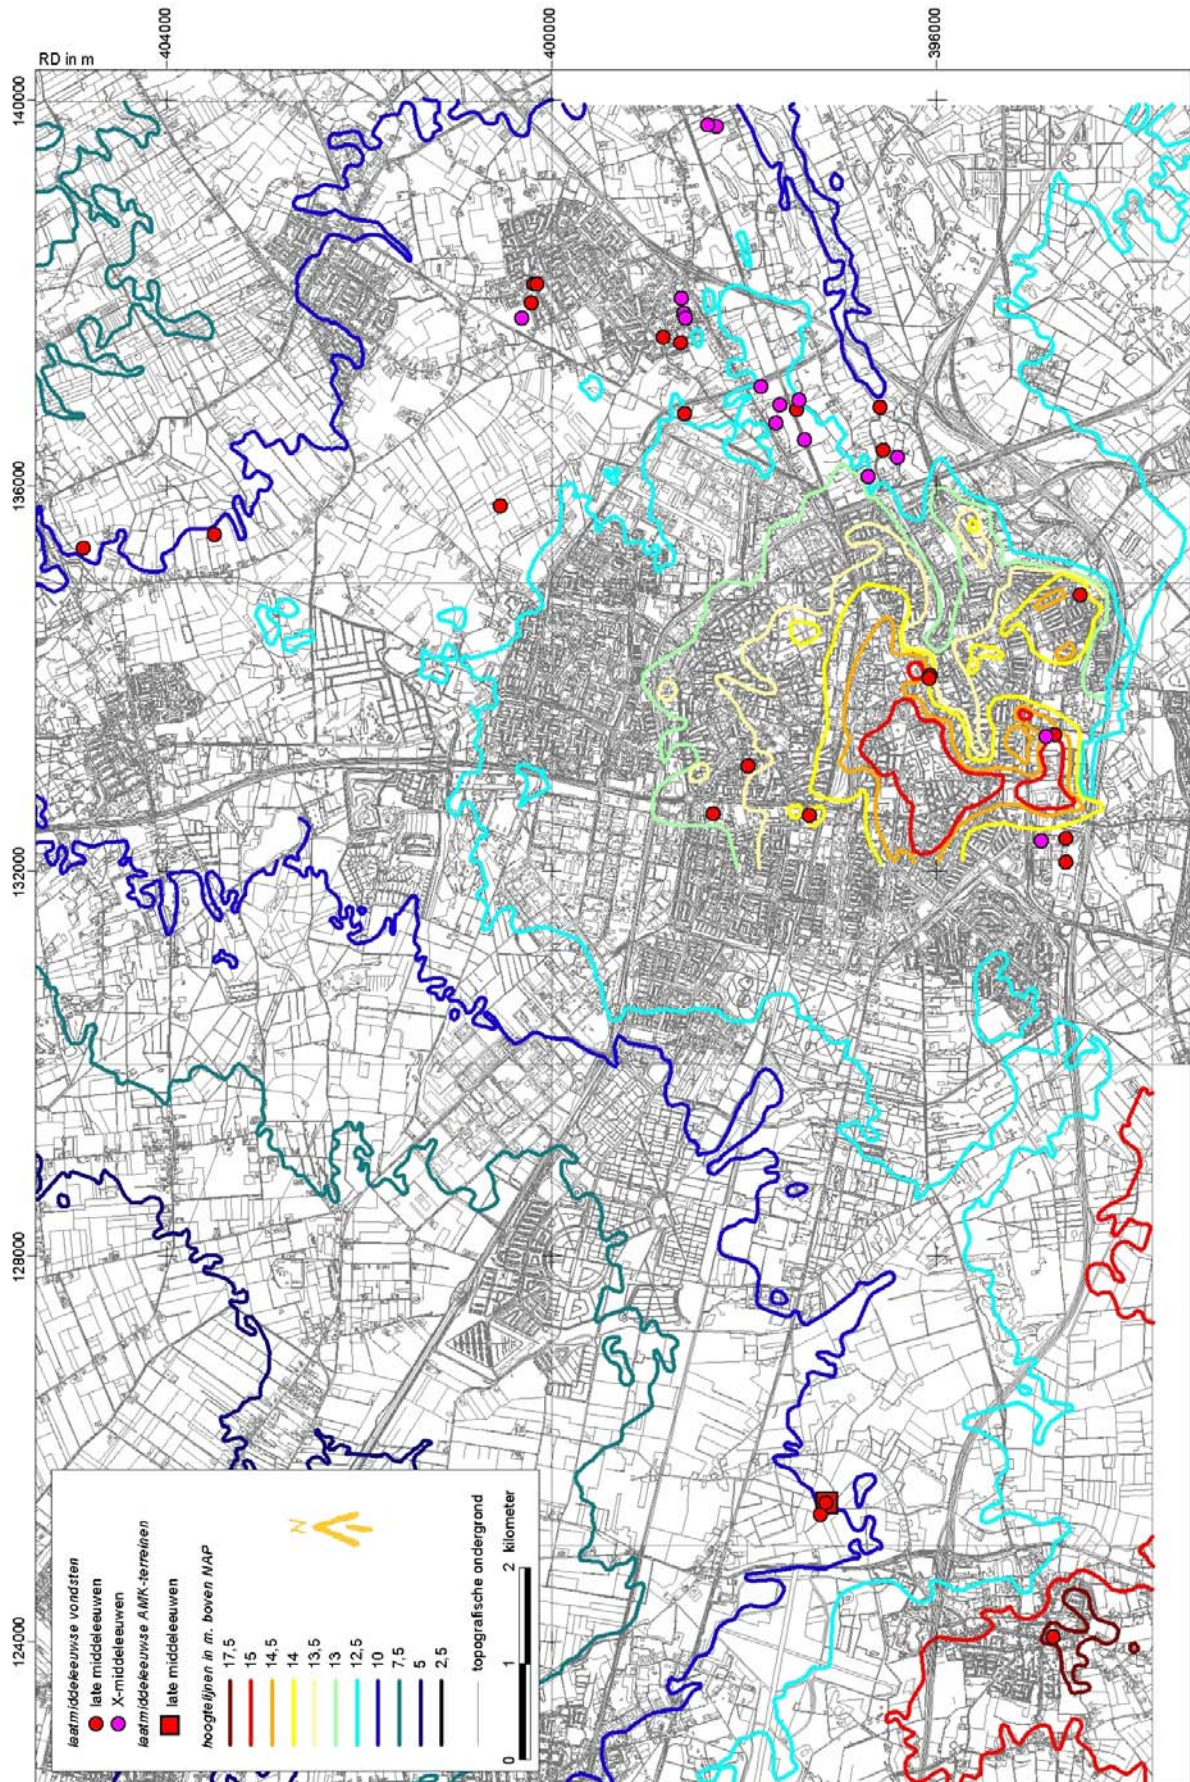 RD in m
404000
400000
396000
140000
136000
132000
128000
124000
laatmiddeleeuwse vondsten
late middeleeuwen
X-middeleeuwen
laatmiddeleeuwse AMK-terreinen
late middeleeuwen
hoogtelijnen in m. boven NAP
17,5
15
14,5
14
13,5
13
12,5
10
7,5
5
2,5
topografische ondergrond
0 1 2 kilometer
N